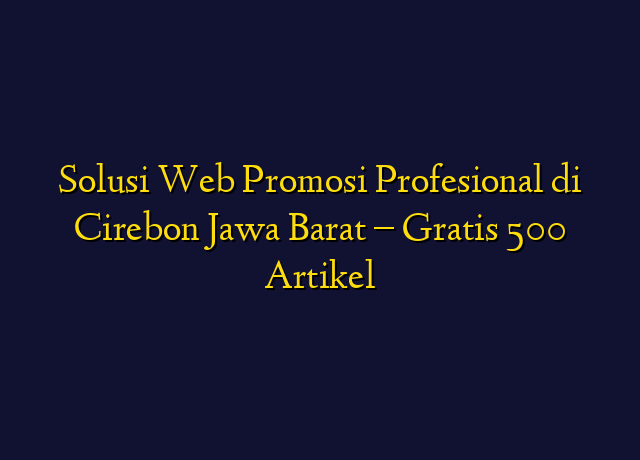 Solusi Web Promosi Profesional di
Cirebon Jawa Barat – Gratis 500
Artikel